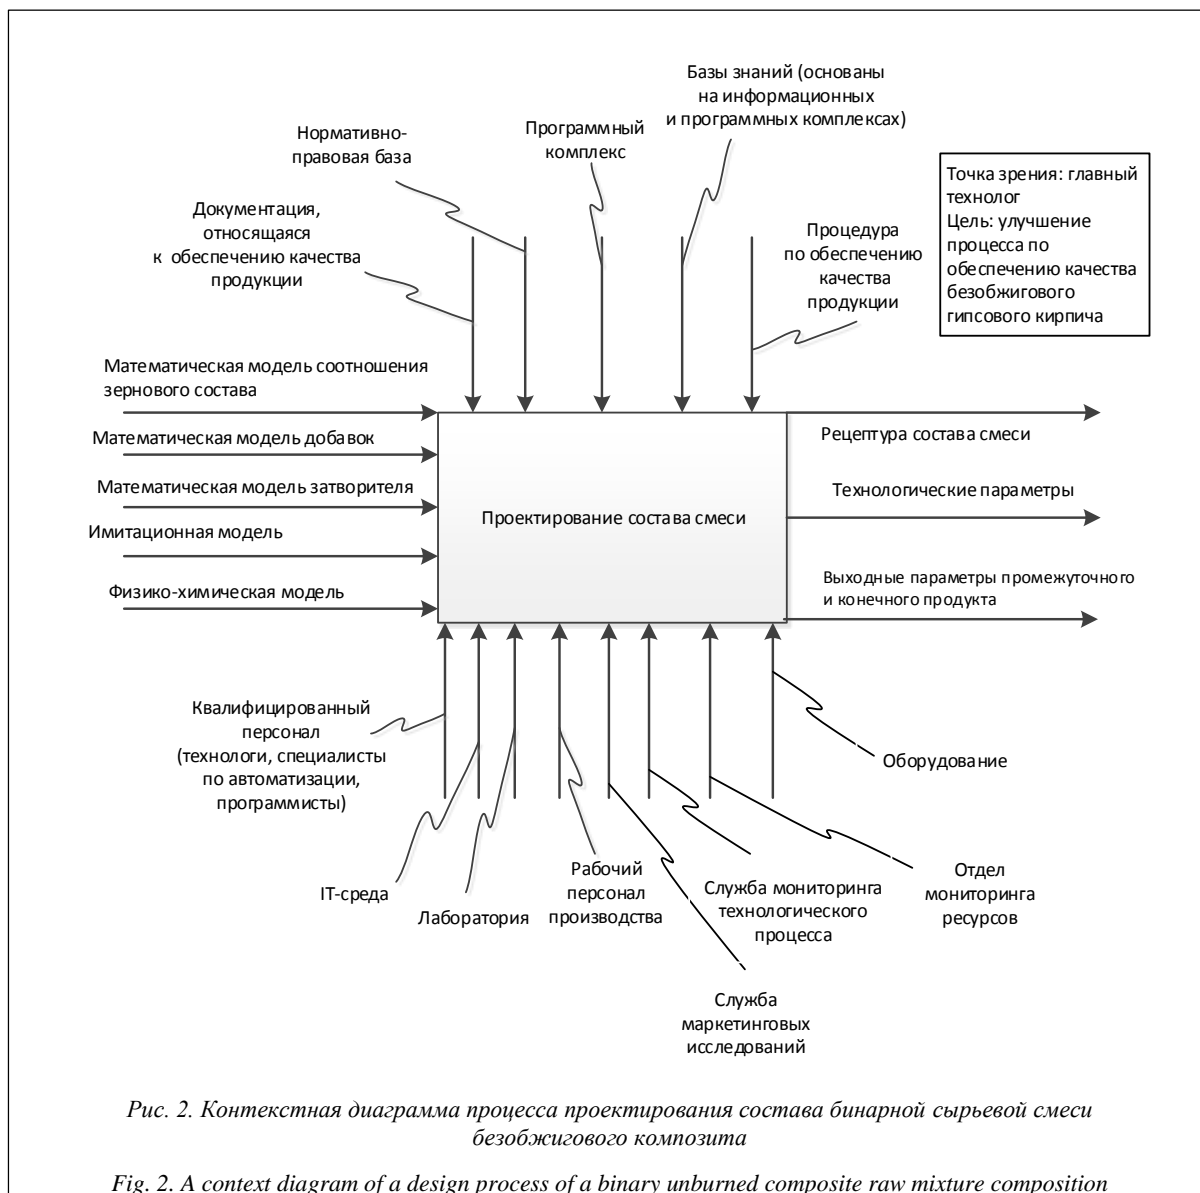 Базы знаний (основаны
на информационных
и программных комплексах)
Нормативно-
правовая база
Программный
комплекс
Точка зрения: главный
технолог
Цель: улучшение
процесса по
обеспечению качества
безобжигового
гипсового кирпича
Документация,
относящаяся
к обеспечению качества
продукции
Процедура
по обеспечению
качества
продукции
Математическая модель соотношения
зернового состава
Математическая модель добавок
Математическая модель затворителя
Имитационная модель
Физико-химическая модель
Проектирование состава смеси
Рецептура состава смеси
Технологические параметры
Выходные параметры промежуточного
и конечного продукта
Квалифицированный
персонал
(технологи, специалисты
по автоматизации,
программисты)
Оборудование
IT-среда
Лаборатория
Рабочий
персонал
производства
Служба мониторинга
технологического
процесса
Отдел
мониторинга
ресурсов
Служба
маркетинговых
исследований
Рис. 2. Контекстная диаграмма процесса проектирования состава бинарной сырьевой смеси
безобжигового композита
Fig. 2. A context diagram of a design process of a binary unburned composite raw mixture composition